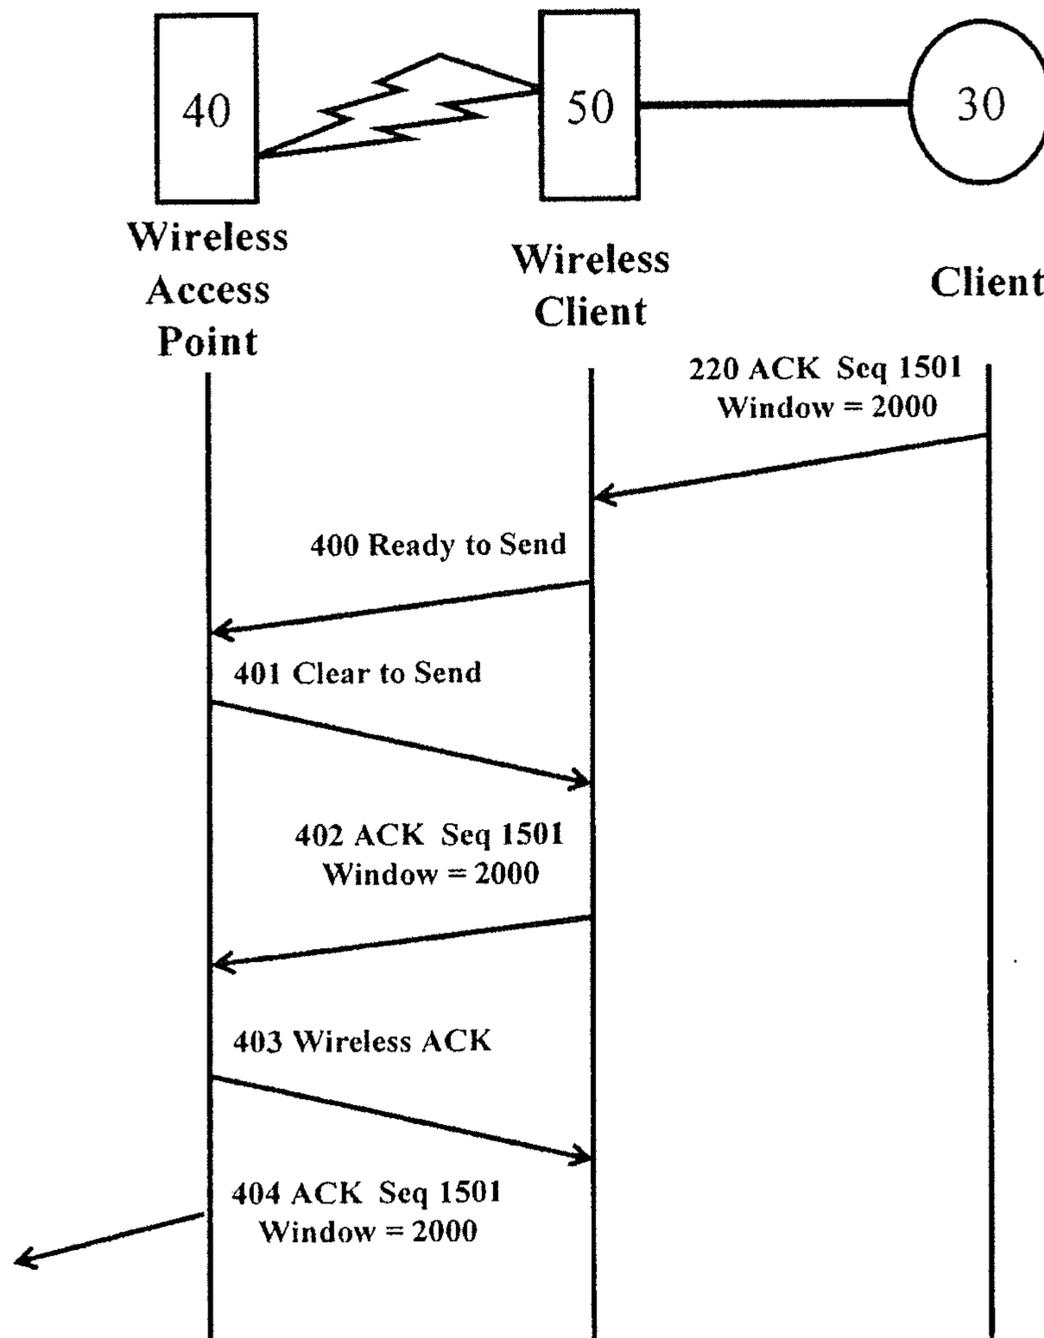 40
50
30
Wireless
Access
Point
Wireless
Client
Client
220 ACK Seq 1501
Window = 2000
400 Ready to Send
401 Clear to Send
402 ACK Seq 1501
Window = 2000
403 Wireless ACK
404 ACK Seq 1501
Window = 2000